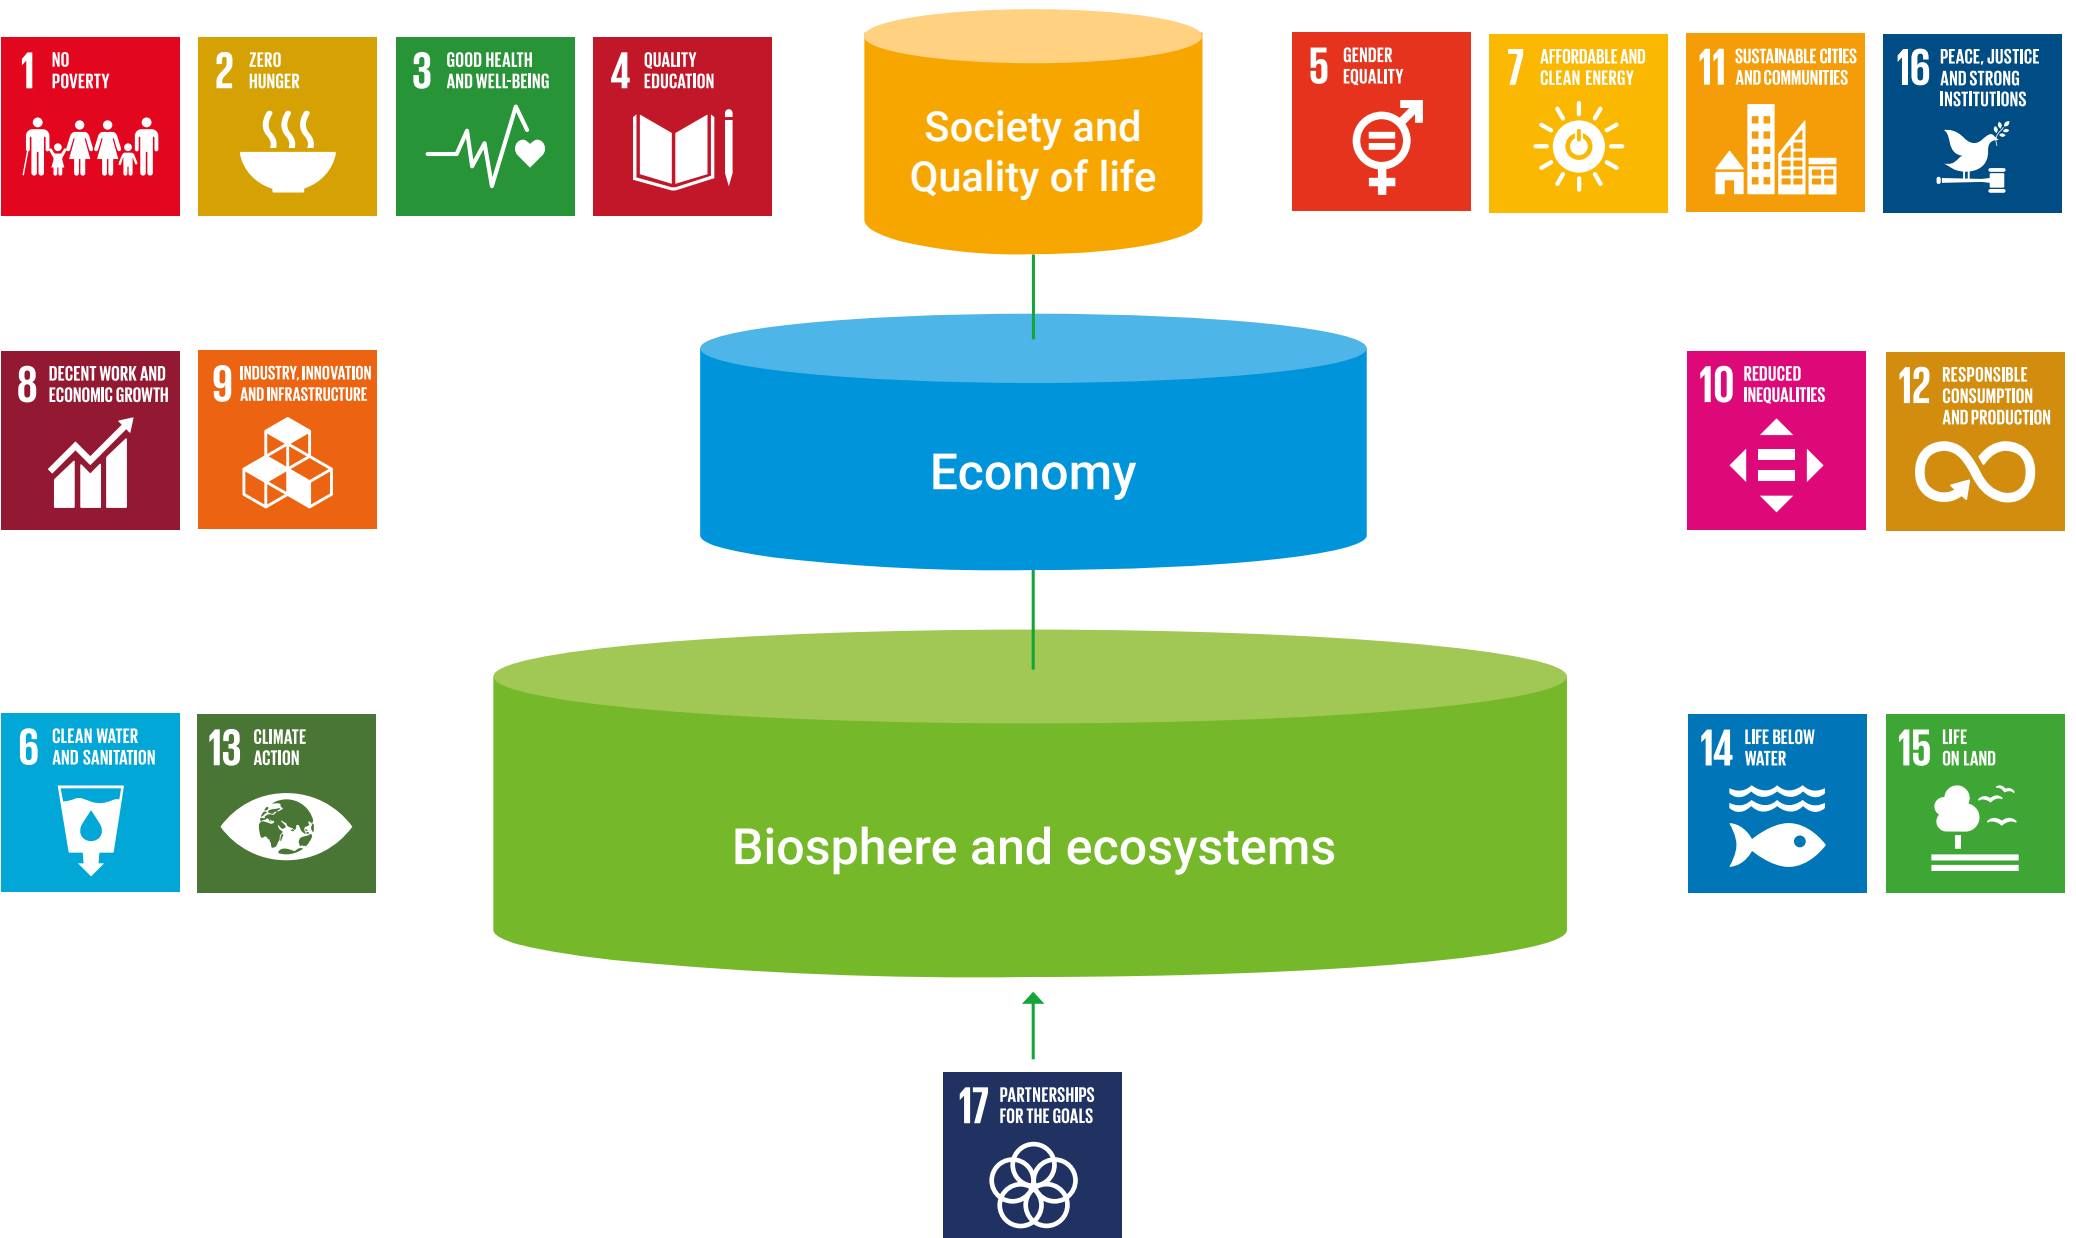 1 NO
POVERTY
2 ZERO
HUNGER
3 GOOD HEALTH
AND WELL-BEING
4 QUALITY
EDUCATION
Society and
Quality of life
5 GENDER
EQUALITY
7 AFFORDABLE AND
CLEAN ENERGY
11 SUSTAINABLE CITIES
AND COMMUNITIES
16 PEACE, JUSTICE
AND STRONG
INSTITUTIONS
8 DECENT WORK AND
ECONOMIC GROWTH
9 INDUSTRY, INNOVATION
AND INFRASTRUCTURE
Economy
10 REDUCED
INEQUALITIES
12 RESPONSIBLE
CONSUMPTION
AND PRODUCTION
6 CLEAN WATER
AND SANITATION
13 CLIMATE
ACTION
Biosphere and ecosystems
14 LIFE BELOW
WATER
15 LIFE
ON LAND
17 PARTNERSHIPS
FOR THE GOALS